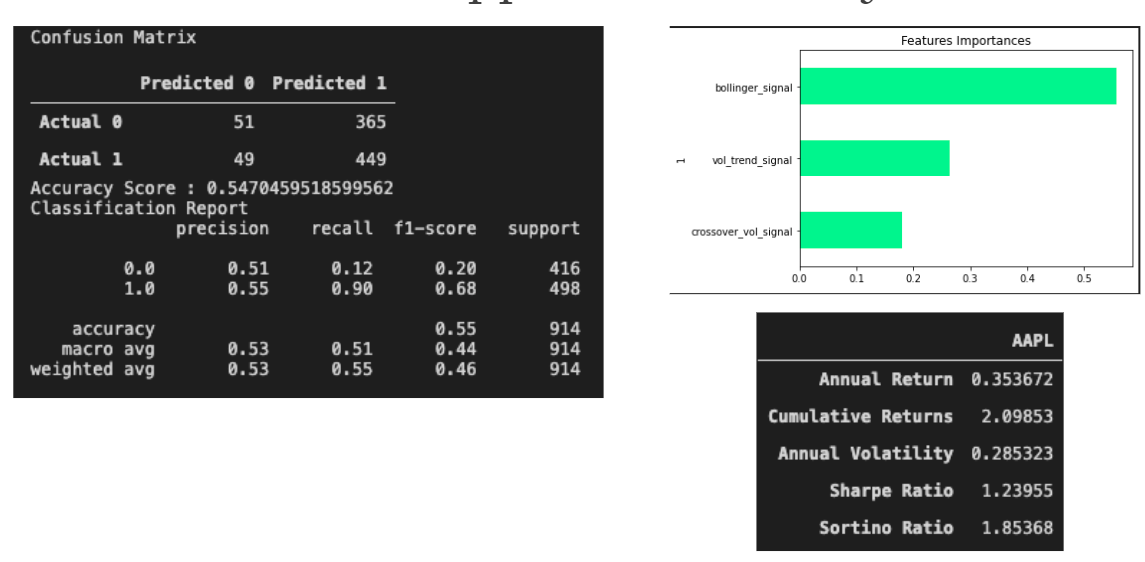 Confusion Matrix
Predicted 0 Predicted 1
Actual 0 51 365
Actual 1 49 449
Accuracy Score : 0.5470459518599562
Classification Report
precision recall f1-score support
0.0 0.51 0.12 0.20 416
1.0 0.55 0.90 0.68 498
accuracy 0.55 914
macro avg 0.53 0.51 0.44 914
weighted avg 0.53 0.55 0.46 914
Features Importances
bollinger_signal
vol_trend_signal
crossover_vol_signal
1
0.0 0.1 0.2 0.3 0.4 0.5
AAPL
Annual Return 0.353672
Cumulative Returns 2.09853
Annual Volatility 0.285323
Sharpe Ratio 1.23955
Sortino Ratio 1.85368